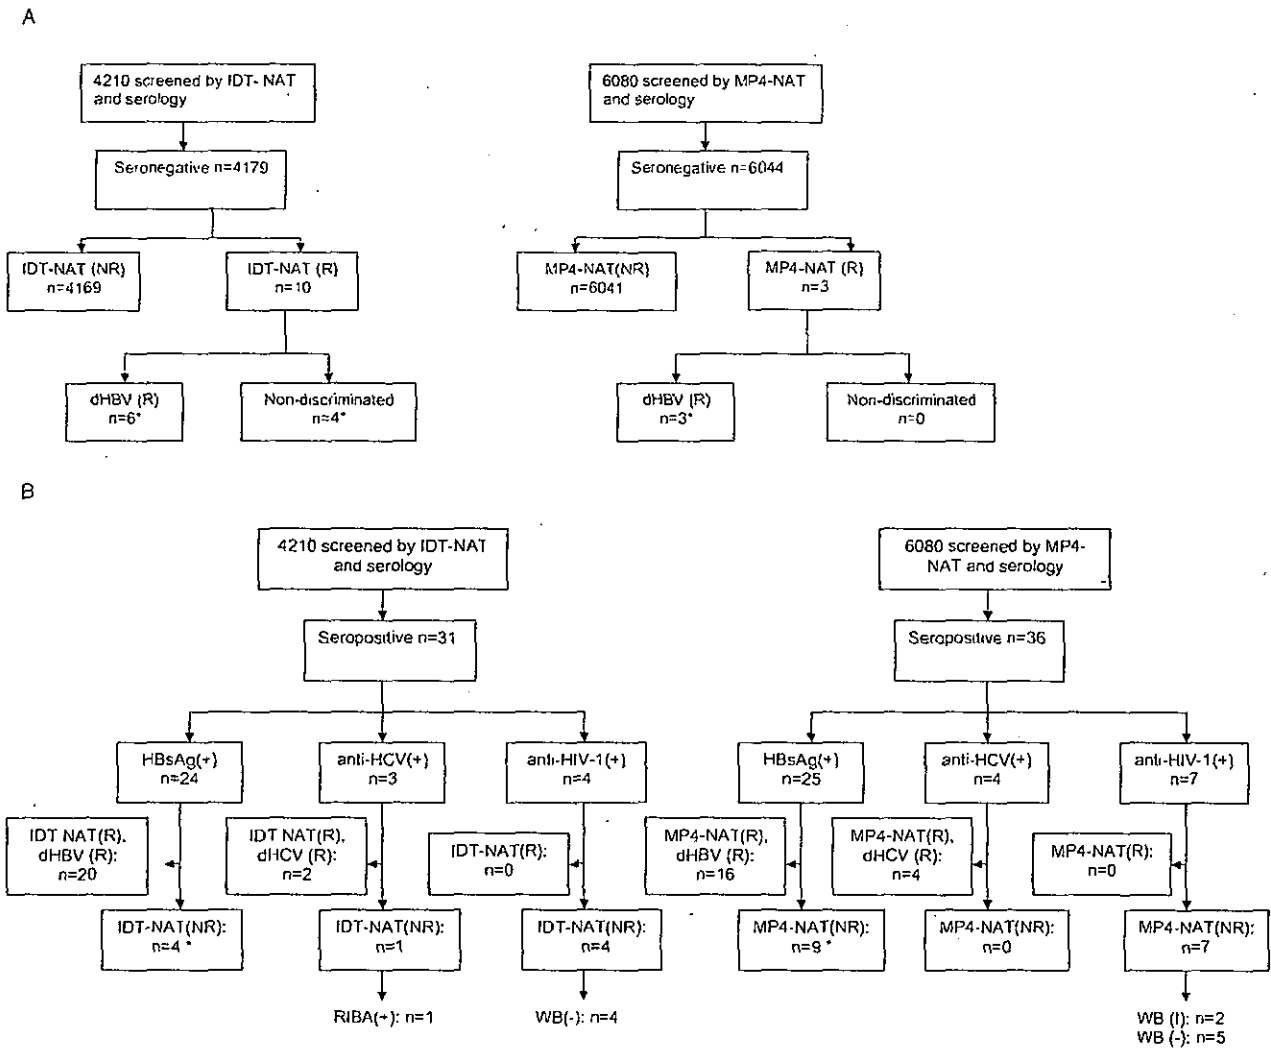 A
4210 screened by IDT- NAT
and serology
6080 screened by MP4-NAT
and serology
Seronegative n=4179
Seronegative n=6044
IDT-NAT (NR)
n=4169
IDT-NAT (R)
n=10
MP4-NAT(NR)
n=6041
MP4-NAT (R)
n=3
dHBV (R)
n=6*
Non-discriminated
n=4*
dHBV (R)
n=3*
Non-discriminated
n=0
B
4210 screened by IDT-NAT
and serology
6080 screened by MP4-
NAT and serology
Seropositive n=31
Seropositive n=36
HBsAg(+)
n=24
anti-HCV(+)
n=3
anti-HIV-1(+)
n=4
HBsAg(+)
n=25
anti-HCV(+)
n=4
anti-HIV-1(+)
n=7
IDT NAT(R),
dHBV (R):
n=20
IDT NAT(R),
dHCV (R):
n=2
IDT-NAT(R):
n=0
MP4-NAT(R),
dHBV (R):
n=16
MP4-NAT(R),
dHCV (R):
n=4
MP4-NAT(R):
n=0
IDT-NAT(NR):
n=4 *
IDT-NAT(NR):
n=1
IDT-NAT(NR):
n=4
MP4-NAT(NR):
n=9 *
MP4-NAT(NR):
n=0
MP4-NAT(NR):
n=7
RIBA(+): n=1
WB(-): n=4
WB (I): n=2
WB (-): n=5